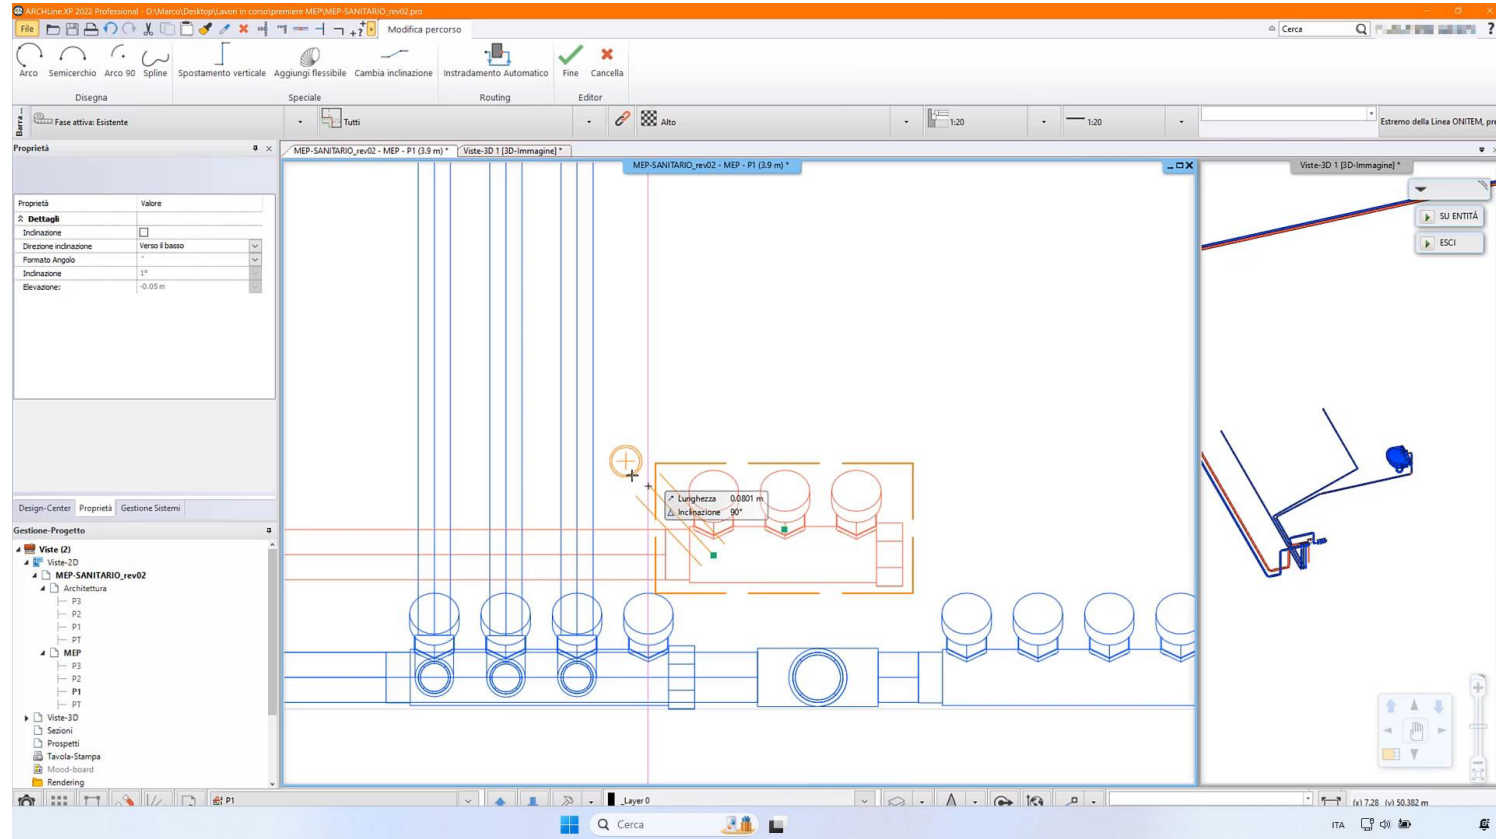 ARCHLine.XP 2022 Professional - D:\Marco\Desktop\Lavori in corso\premiere MEP\MEP-SANITARIO_rev02.pro
File
Modifica percorso
Cerca
?
Arco Semicerchio Arco 90 Spline Spostamento verticale Aggiungi flessibile Cambia inclinazione Instradamento Automatico Fine Cancella
Disegna Speciale Routing Editor
Barra ...
Fase attiva: Esistente
Tutti
Alto
1:20
1:20
Estremo della Linea ONITEM, pre
Proprietà
MEP-SANITARIO_rev02 - MEP - P1 (3.9 m) *
Viste-3D 1 [3D-Immagine] *
MEP-SANITARIO_rev02 - MEP - P1 (3.9 m) *
Viste-3D 1 [3D-Immagine] *
Proprietà Valore
Dettagli
Inclinazione
Direzione inclinazione Verso il basso
Formato Angolo °
Inclinazione 1°
Elevazione: -0.05 m
SU ENTITÁ
ESCI
Lunghezza 0.0801 m
Inclinazione 90°
Design-Center Proprietà Gestione Sistemi
Gestione-Progetto
Viste (2)
Viste-2D
MEP-SANITARIO_rev02
Architettura
P3
P2
P1
PT
MEP
P3
P2
P1
PT
Viste-3D
Sezioni
Prospetti
Tavola-Stampa
Mood-board
Rendering
P1
_Layer 0
(x) 7.28 (y) 50.382 m
Cerca
ITA